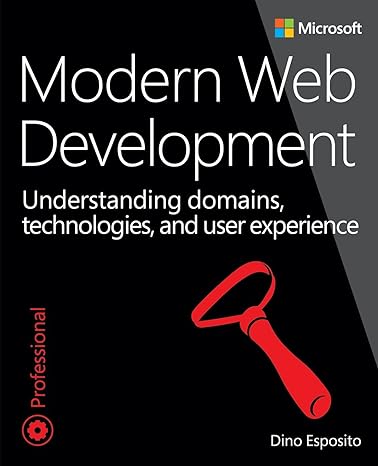 Microsoft
Modern Web
Development
Understanding domains,
technologies, and user experience
Professional
Dino Esposito